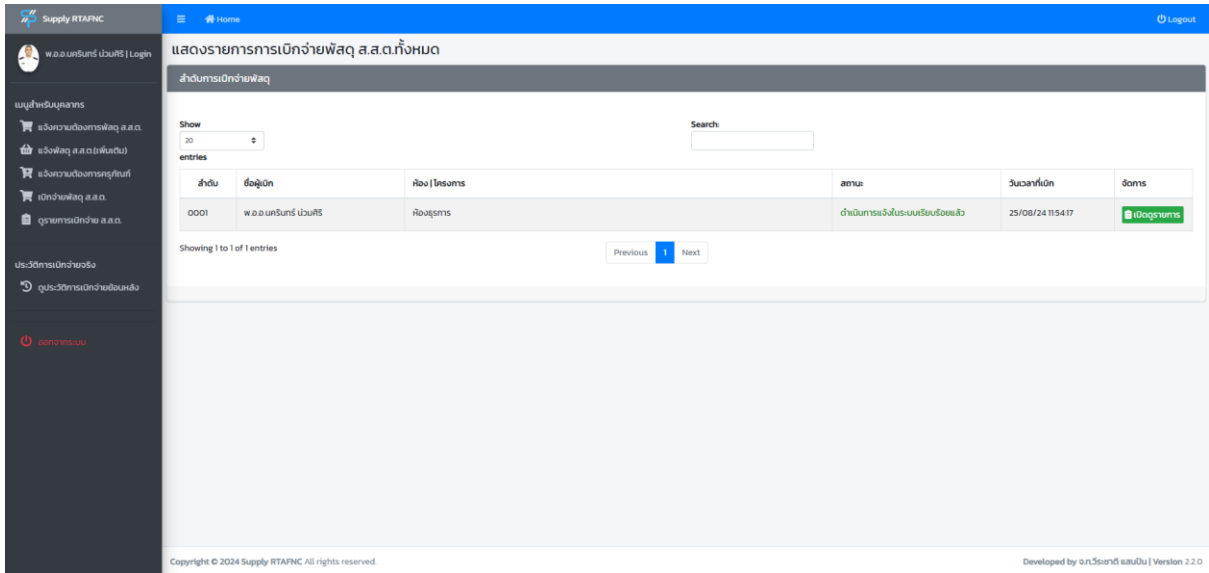 Supply RTAFNC
Home
Logout
พ.อ.อ.นครินทร์ น่วมศิริ | Login
แสดงรายการการเบิกจ่ายพัสดุ ส.ส.ต.ทั้งหมด
ลำดับการเบิกจ่ายพัสดุ
เมนูสำหรับบุคลากร
แจ้งความต้องการพัสดุ ส.ส.ต.
แจ้งพัสดุ ส.ส.ต.(เพิ่มเติม)
แจ้งความต้องการครุภัณฑ์
เบิกจ่ายพัสดุ ส.ส.ต.
ดูรายการเบิกจ่าย ส.ส.ต.
ประวัติการเบิกจ่ายจริง
ดูประวัติการเบิกจ่ายย้อนหลัง
ออกจากระบบ
Show
20
entries
Search:
ลำดับ ชื่อผู้เบิก ห้อง | โครงการ สถานะ วันเวลาที่เบิก จัดการ
0001 พ.อ.อ.นครินทร์ น่วมศิริ ห้องธุรการ ดำเนินการแจ้งในระบบเรียบร้อยแล้ว 25/08/24 11:54:17 เปิดดูรายการ
Showing 1 to 1 of 1 entries
Previous 1 Next
Copyright © 2024 Supply RTAFNC All rights reserved.
Developed by จ.ท.วีระชาติ แสนปัน | Version 2.2.0